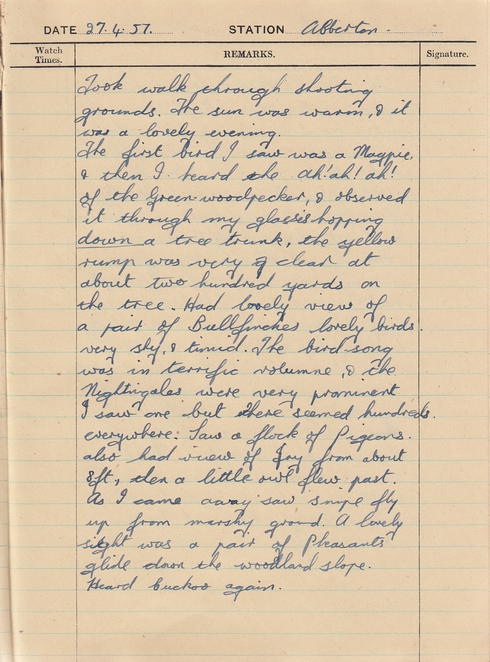 DATE 27.4.57. STATION Abberton.
Watch Times. REMARKS. Signature.
Took walk through shooting
grounds. The sun was warm, & it
was a lovely evening.
The first bird I saw was a Magpie,
& then I heard the ah! ah! ah!
of the Green woodpecker, & observed
it through my glasses hopping
down a tree trunk, the yellow
rump was very clear at
about two hundred yards on
the tree. Had lovely view of
a pair of Bullfinches lovely birds.
very shy, & timid. The bird song
was in terrific volumne, & the
Nightingales were very prominent
I saw one but there seemed hundreds.
everywhere. Saw a flock of Pigeons.
also had view of Jay from about
8ft, then a little owl flew past.
As I came away saw snipe fly
up from marshy ground. A lovely
sight was a pair of Pheasants
glide down the woodland slope.
Heard Cuckoo again.